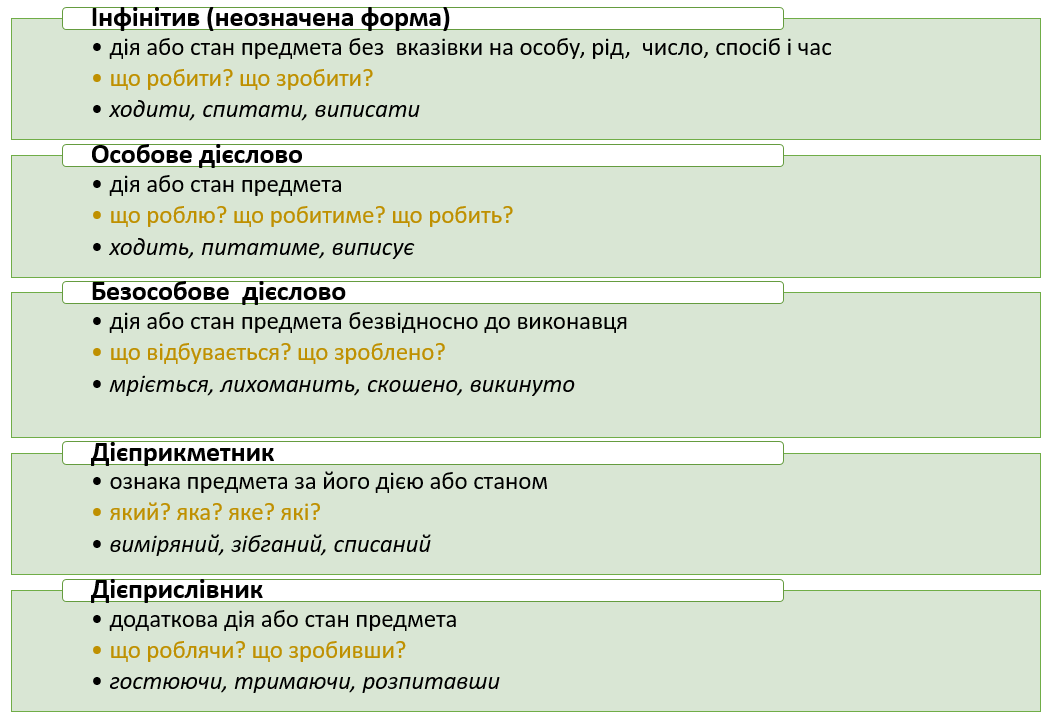 Інфінітив (неозначена форма)
• дія або стан предмета без вказівки на особу, рід, число, спосіб і час
• що робити? що зробити?
• ходити, спитати, виписати
Особове дієслово
• дія або стан предмета
• що роблю? що робитиме? що робить?
• ходить, питатиме, виписує
Безособове дієслово
• дія або стан предмета безвідносно до виконавця
• що відбувається? що зроблено?
• мріється, лихоманить, скошено, викинуто
Дієприкметник
• ознака предмета за його дією або станом
• який? яка? яке? які?
• виміряний, зібганий, списаний
Дієприслівник
• додаткова дія або стан предмета
• що роблячи? що зробивши?
• гостюючи, тримаючи, розпитавши